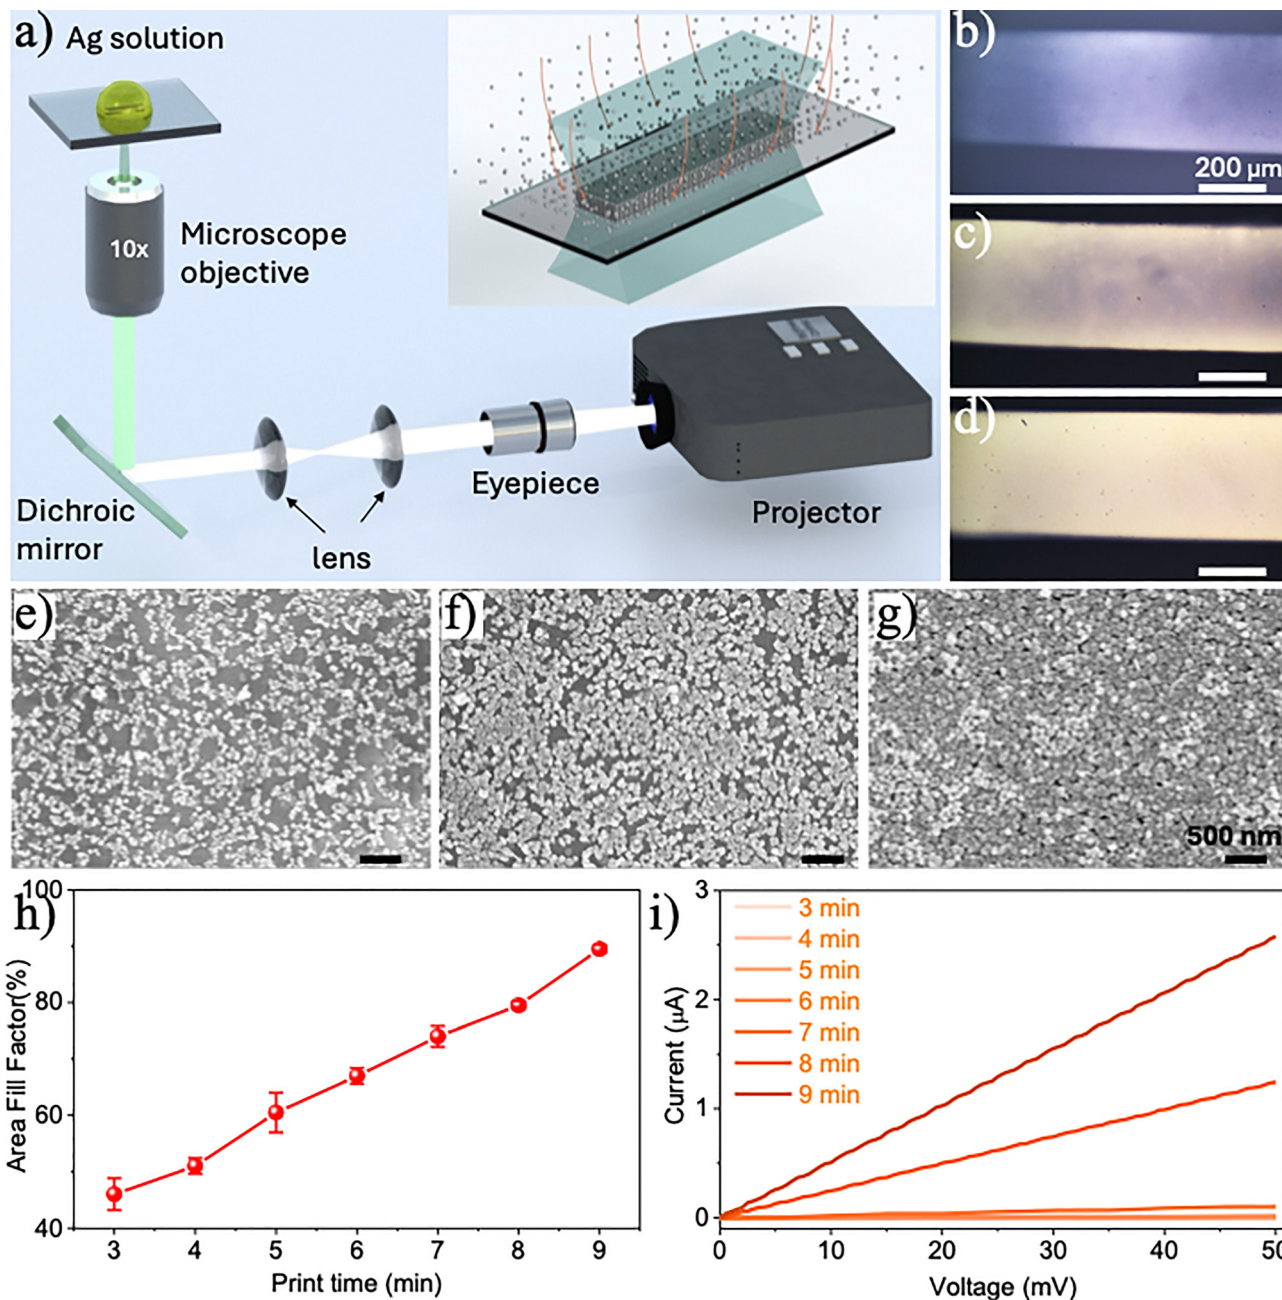 a)
Ag solution
10x
Microscope
objective
Dichroic
mirror
lens
Eyepiece
Projector
b)
200 µm
c)
d)
e)
f)
g)
500 nm
h)
Area Fill Factor(%)
100
80
60
40
3 4 5 6 7 8 9
Print time (min)
i)
Current (µA)
3
2
1
0
3 min
4 min
5 min
6 min
7 min
8 min
9 min
0 10 20 30 40 50
Voltage (mV)